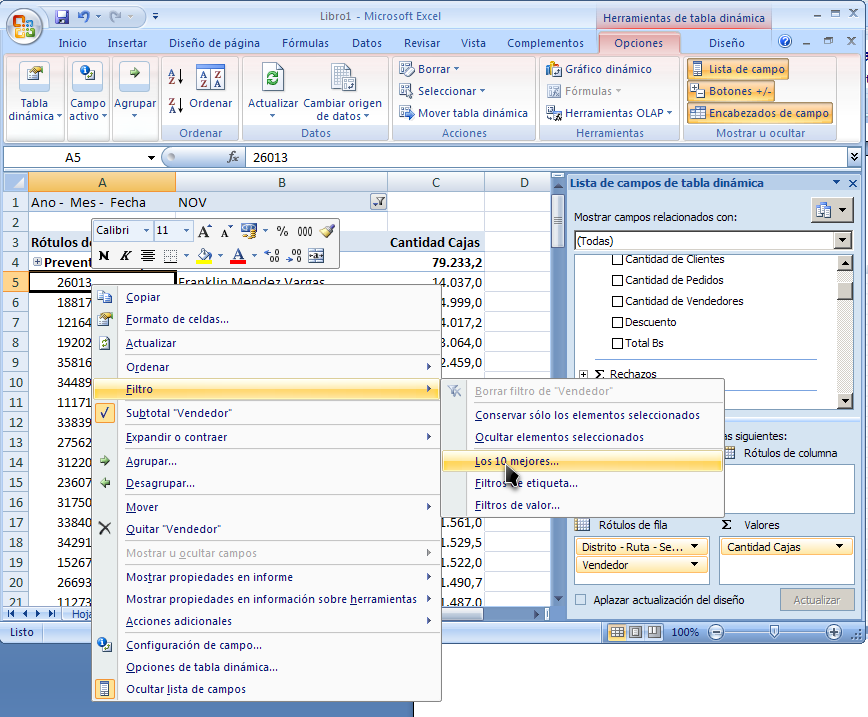 Libro1 - Microsoft Excel
Herramientas de tabla dinámica
Inicio Insertar Diseño de página Fórmulas Datos Revisar Vista Complementos Opciones Diseño
Tabla dinámica
Campo activo
Agrupar
Ordenar
Ordenar
Actualizar
Cambiar origen de datos
Datos
Borrar
Seleccionar
Mover tabla dinámica
Acciones
Gráfico dinámico
Fórmulas
Herramientas OLAP
Herramientas
Lista de campo
Botones +/-
Encabezados de campo
Mostrar u ocultar
A5 fx 26013
A B C D
1 Ano - Mes - Fecha NOV
2
3 Rótulos de Cantidad Cajas
4 Prevent 79.233,2
5 26013 Franklin Mendez Vargas 14.037,0
6 18817 4.999,0
7 12164 4.017,2
8 19202 3.064,0
9 35816 2.459,0
10 34489
11 11171
12 33839
13 27562
14 31220
15 23607
16 31750
17 33840 1.561,0
18 34291 1.529,5
19 15267 1.522,0
20 26693 1.490,7
21 11273 1.487,0
Calibri 11 A A % 000
N K A
Copiar
Formato de celdas...
Actualizar
Ordenar
Filtro
Subtotal "Vendedor"
Expandir o contraer
Agrupar...
Desagrupar...
Mover
Quitar "Vendedor"
Mostrar u ocultar campos
Mostrar propiedades en informe
Mostrar propiedades en información sobre herramientas
Acciones adicionales
Configuración de campo...
Opciones de tabla dinámica...
Ocultar lista de campos
Borrar filtro de "Vendedor"
Conservar sólo los elementos seleccionados
Ocultar elementos seleccionados
Los 10 mejores...
Filtros de etiqueta...
Filtros de valor...
Lista de campos de tabla dinámica
Mostrar campos relacionados con:
(Todas)
Cantidad de Clientes
Cantidad de Pedidos
Cantidad de Vendedores
Descuento
Total Bs
Σ Rechazos
as siguientes:
Rótulos de columna
Rótulos de fila
Σ Valores
Distrito - Ruta - Se...
Cantidad Cajas
Vendedor
Aplazar actualización del diseño
Actualizar
Hoja
Listo
100%